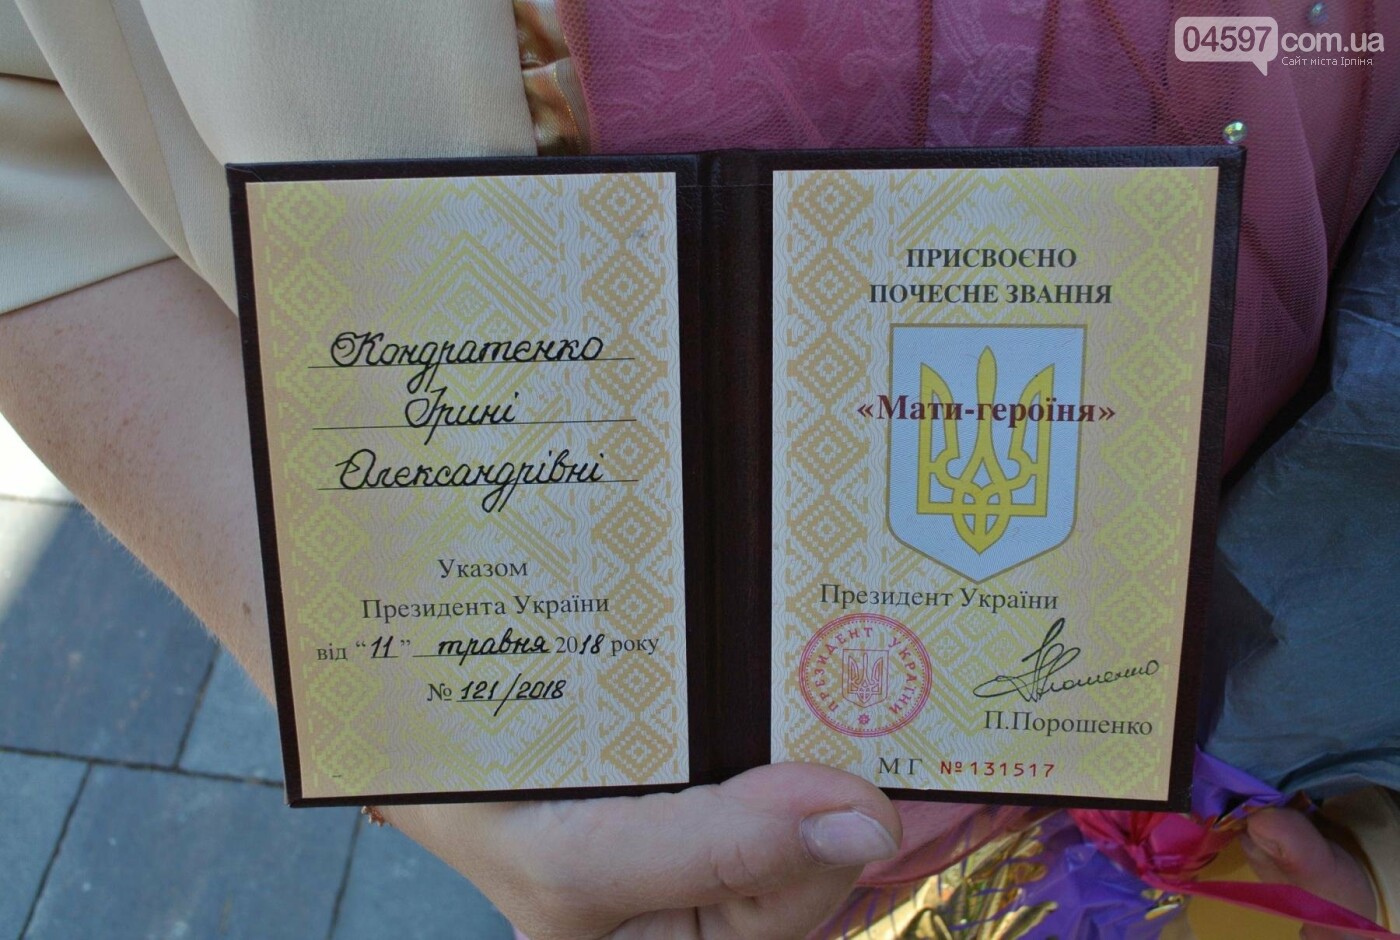 04597.com.ua
Сайт міста Ірпіня
Кондратенко
Ірині
Олександрівні
Указом
Президента України
від “11” травня 2018 року
№ 121/2018
ПРИСВОЄНО
ПОЧЕСНЕ ЗВАННЯ
«Мати-героїня»
Президент України
ПРЕЗИДЕНТ УКРАЇНИ
П.Порошенко
МГ №131517